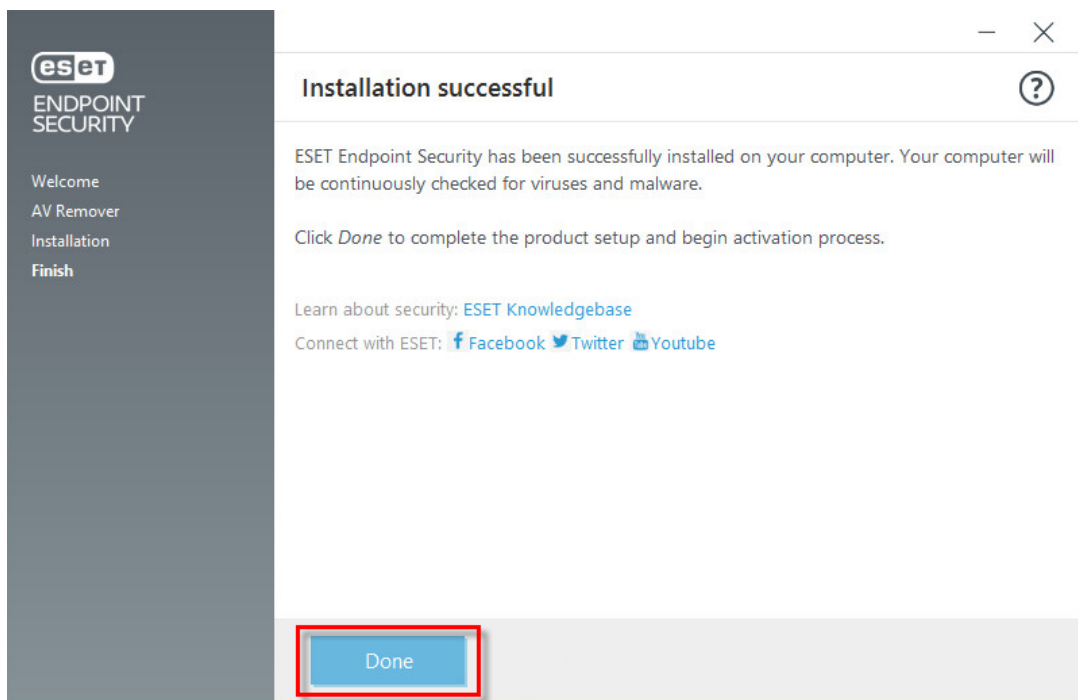 eseT
ENDPOINT
SECURITY
Welcome
AV Remover
Installation
Finish
Installation successful
?
ESET Endpoint Security has been successfully installed on your computer. Your computer will
be continuously checked for viruses and malware.
Click Done to complete the product setup and begin activation process.
Learn about security: ESET Knowledgebase
Connect with ESET: f Facebook Twitter Youtube
Done